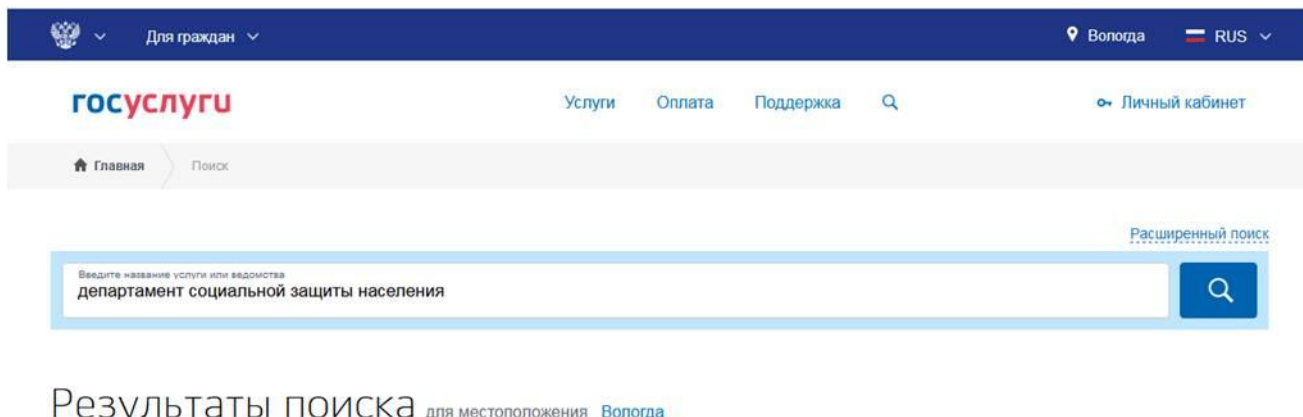 Для граждан Вологда RUS
госуслуги Услуги Оплата Поддержка Личный кабинет
Главная Поиск
Расширенный поиск
Введите название услуги или ведомства
департамент социальной защиты населения
Результаты поиска для местоположения Вологда